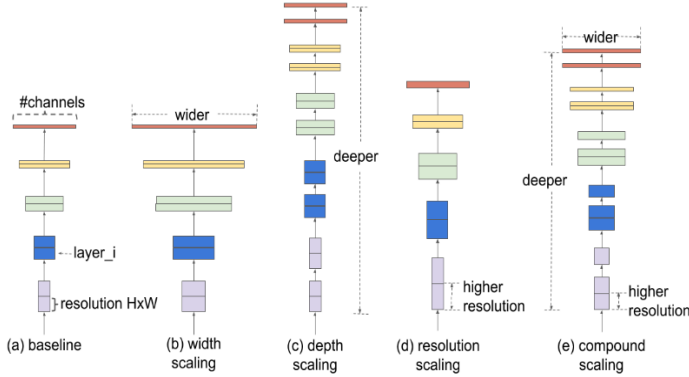 #channels
layer_i
resolution HxW
(a) baseline
wider
(b) width
scaling
deeper
(c) depth
scaling
higher
resolution
(d) resolution
scaling
wider
deeper
higher
resolution
(e) compound
scaling